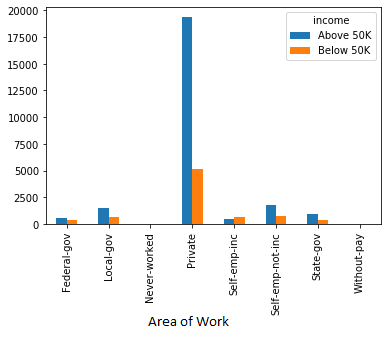 20000
17500
15000
12500
10000
7500
5000
2500
0
income
Above 50K
Below 50K
Federal-gov
Local-gov
Never-worked
Private
Self-emp-inc
Self-emp-not-inc
State-gov
Without-pay
Area of Work